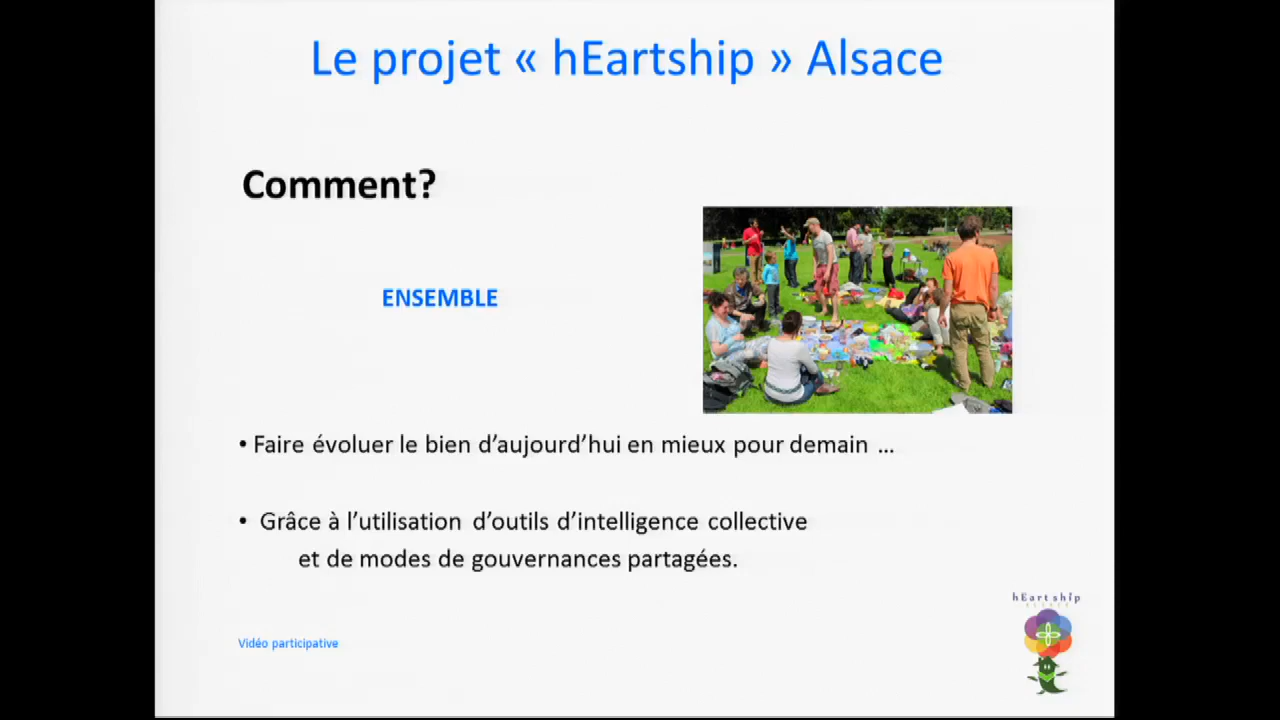 Le projet « hEartship » Alsace
Comment?
ENSEMBLE
• Faire évoluer le bien d’aujourd’hui en mieux pour demain …
• Grâce à l’utilisation d’outils d’intelligence collective
et de modes de gouvernances partagées.
Vidéo participative
hEartship
ALSACE